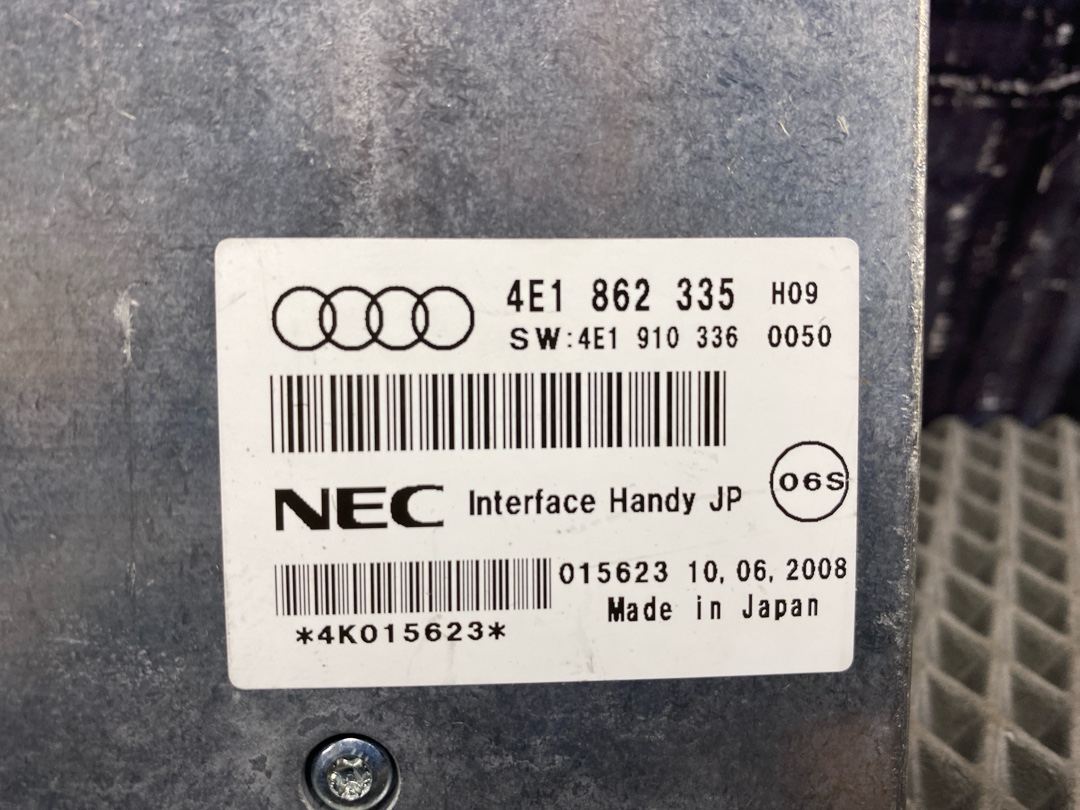 4E1 862 335 H09
SW:4E1 910 336 0050
NEC Interface Handy JP 06S
015623 10, 06, 2008
Made in Japan
*4K015623*